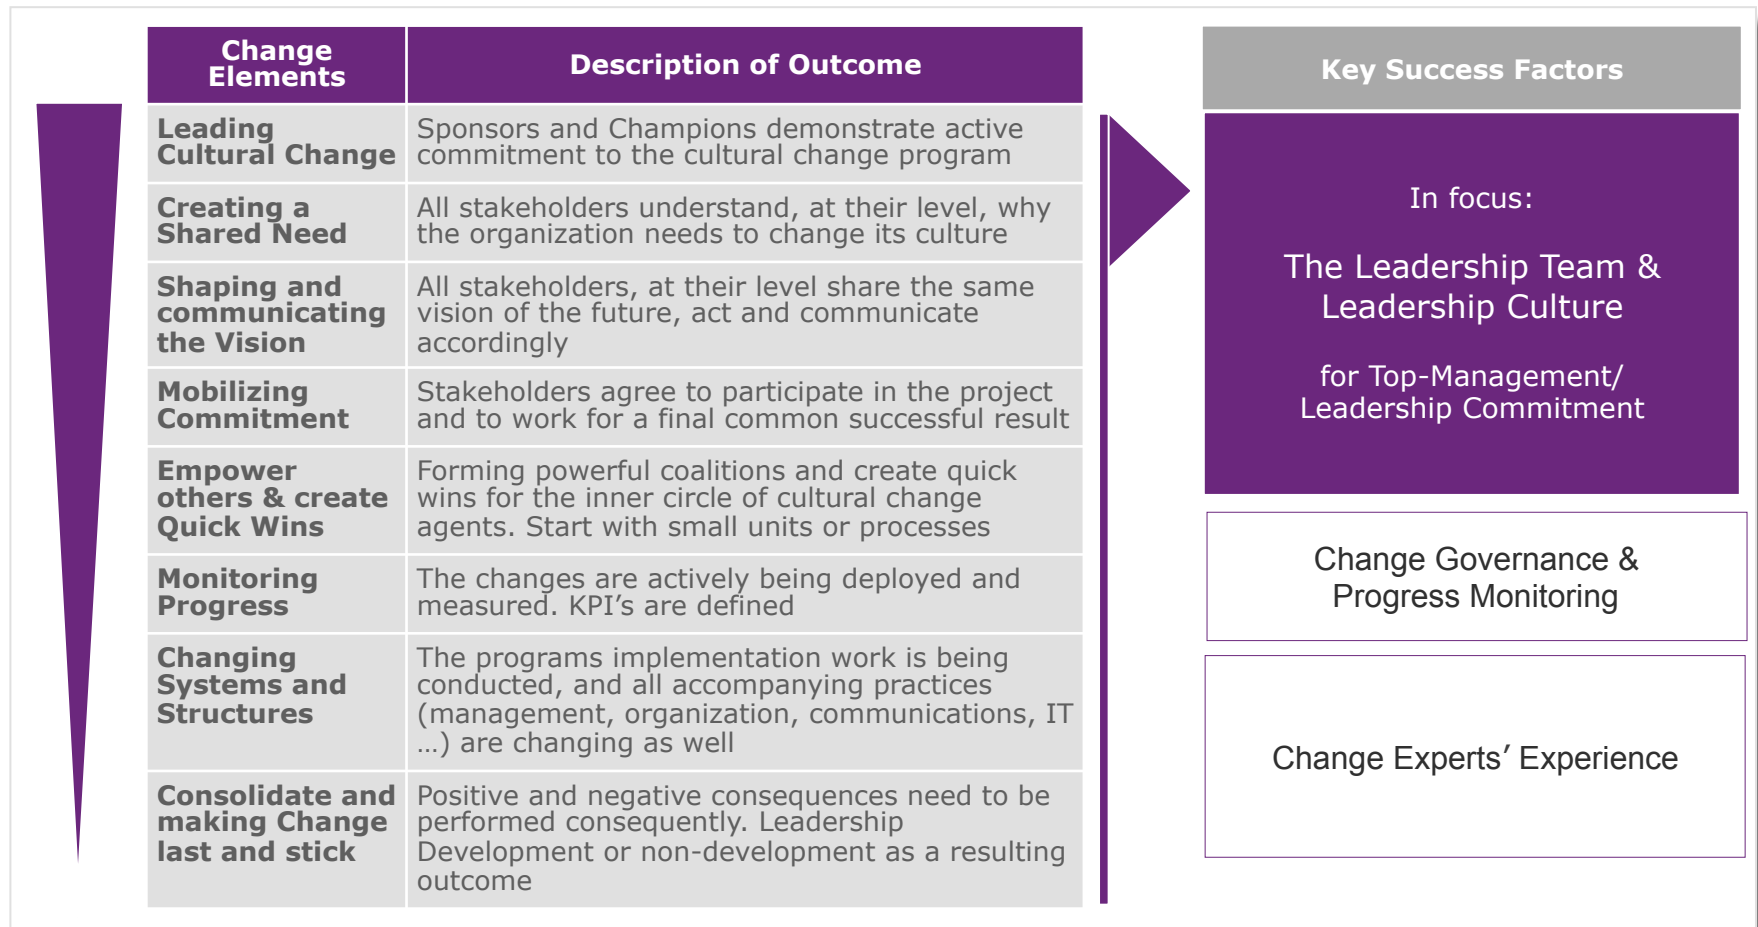 Change
Elements
Description of Outcome
Leading
Cultural Change
Sponsors and Champions demonstrate active
commitment to the cultural change program
Creating a
Shared Need
All stakeholders understand, at their level, why
the organization needs to change its culture
Shaping and
communicating
the Vision
All stakeholders, at their level share the same
vision of the future, act and communicate
accordingly
Mobilizing
Commitment
Stakeholders agree to participate in the project
and to work for a final common successful result
Empower
others & create
Quick Wins
Forming powerful coalitions and create quick
wins for the inner circle of cultural change
agents. Start with small units or processes
Monitoring
Progress
The changes are actively being deployed and
measured. KPI’s are defined
Changing
Systems and
Structures
The programs implementation work is being
conducted, and all accompanying practices
(management, organization, communications, IT
…) are changing as well
Consolidate and
making Change
last and stick
Positive and negative consequences need to be
performed consequently. Leadership
Development or non-development as a resulting
outcome
Key Success Factors
In focus:
The Leadership Team &
Leadership Culture
for Top-Management/
Leadership Commitment
Change Governance &
Progress Monitoring
Change Experts’ Experience